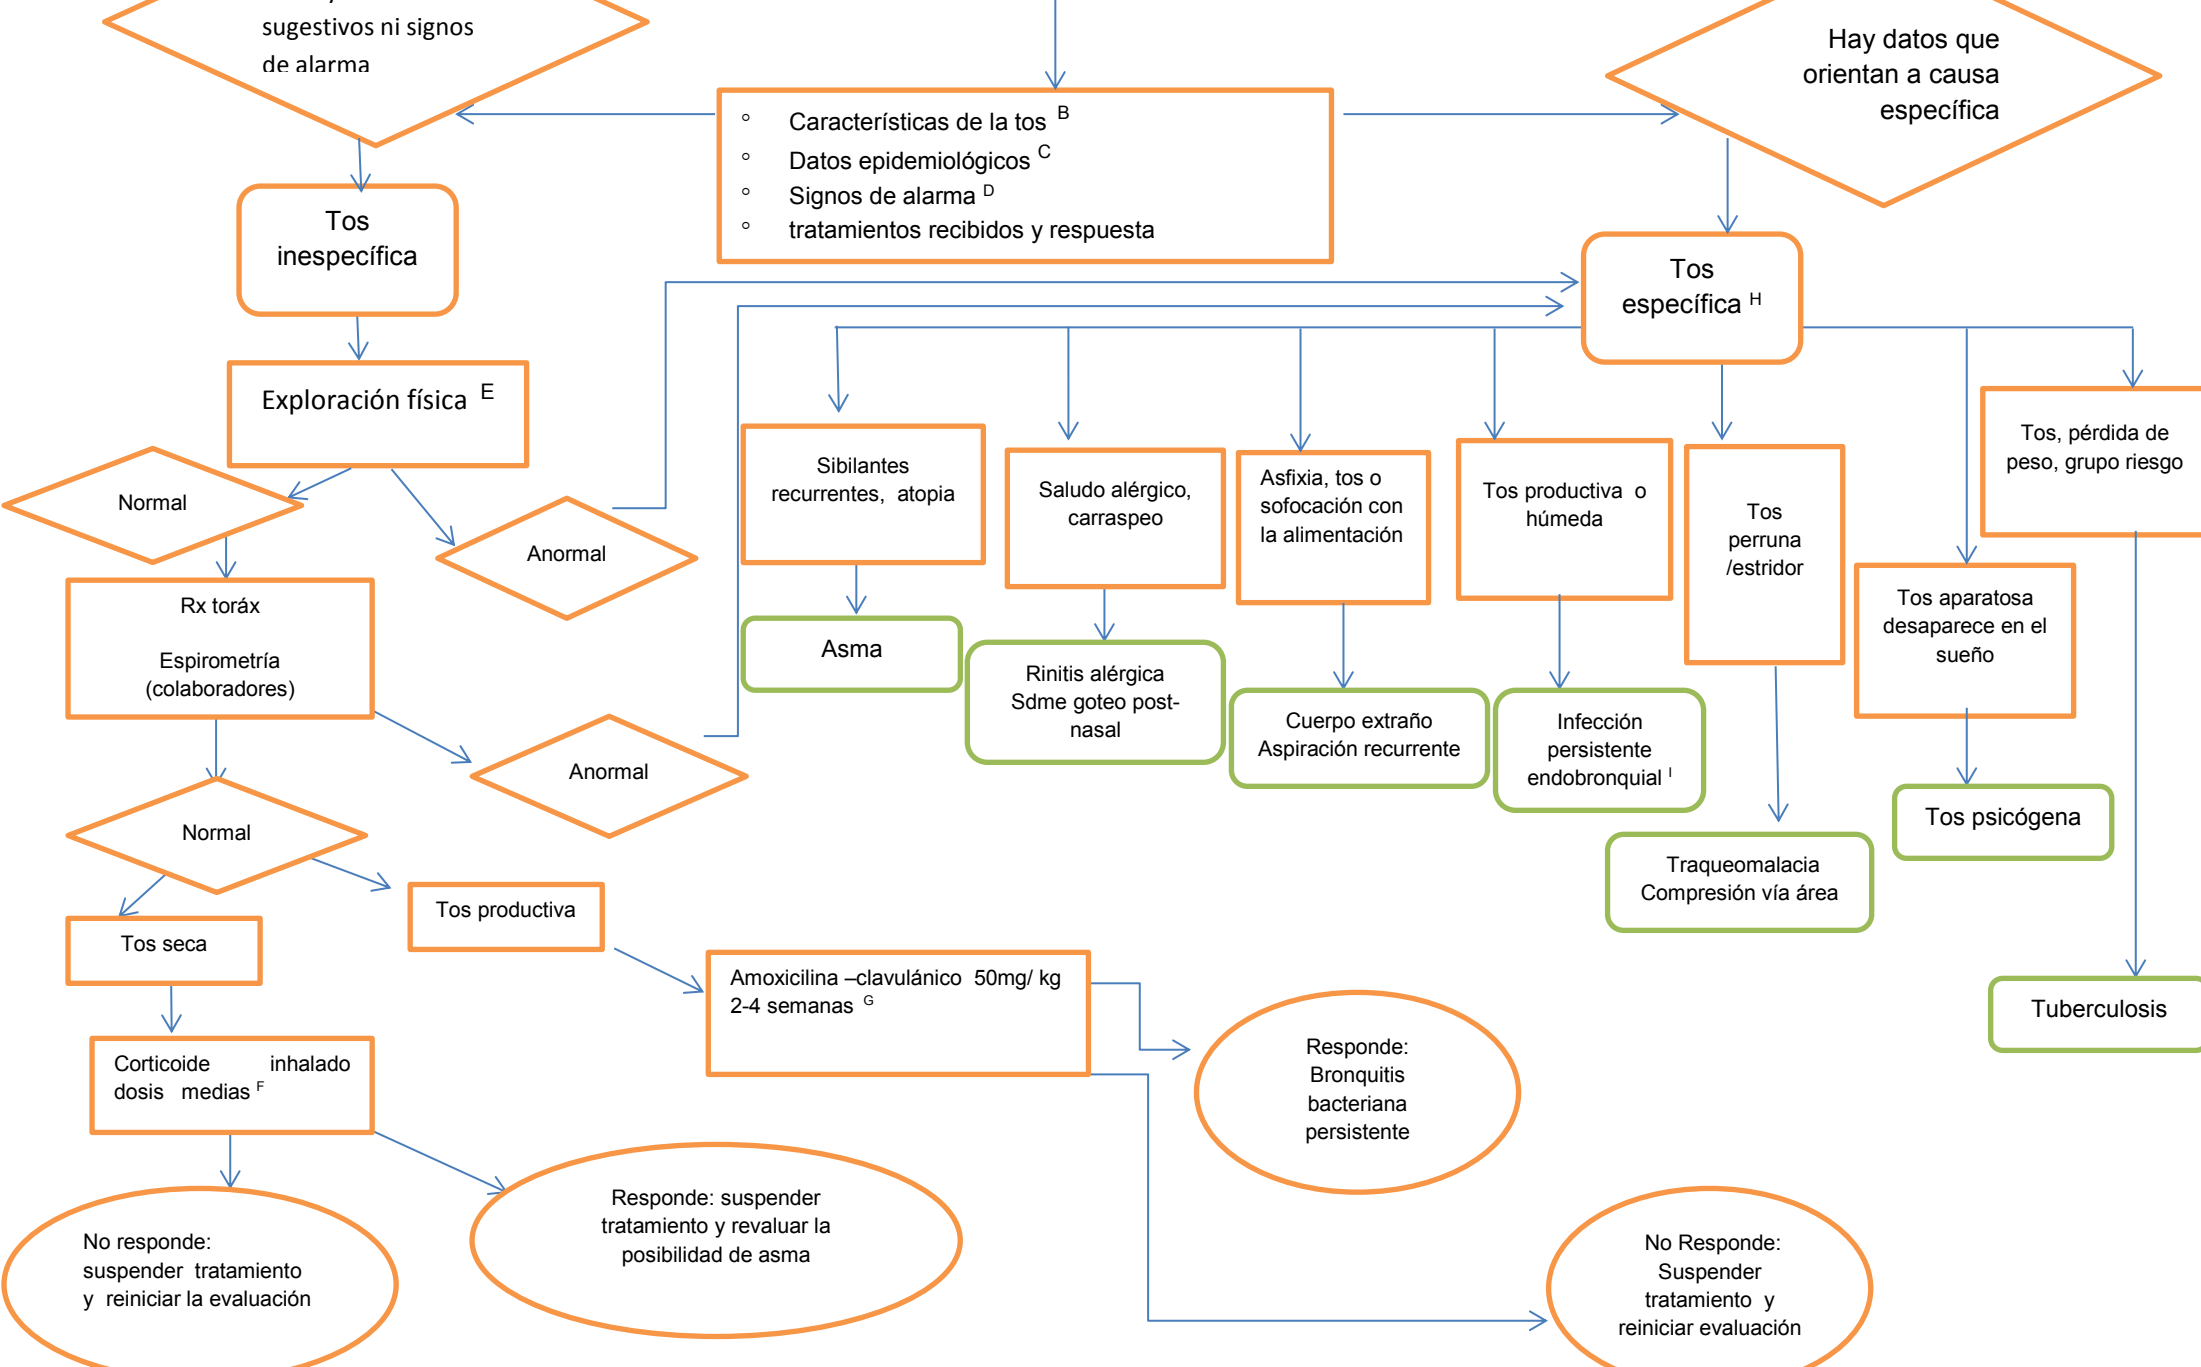 sugestivos ni signos
de alarma
Hay datos que
orientan a causa
específica
° Características de la tos B
° Datos epidemiológicos C
° Signos de alarma D
° tratamientos recibidos y respuesta
Tos
inespecífica
Tos
específica H
Exploración física E
Normal
Anormal
Sibilantes
recurrentes, atopia
Saludo alérgico,
carraspeo
Asfixia, tos o
sofocación con
la alimentación
Tos productiva o
húmeda
Tos
perruna
/estridor
Tos aparatosa
desaparece en el
sueño
Tos, pérdida de
peso, grupo riesgo
Rx toráx
Espirometría
(colaboradores)
Anormal
Asma
Rinitis alérgica
Sdme goteo post-
nasal
Cuerpo extraño
Aspiración recurrente
Infección
persistente
endobronquial I
Traqueomalacia
Compresión vía área
Tos psicógena
Tuberculosis
Normal
Tos seca
Tos productiva
Amoxicilina –clavulánico 50mg/ kg
2-4 semanas G
Corticoide inhalado
dosis medias F
Responde:
Bronquitis
bacteriana
persistente
No responde:
suspender tratamiento
y reiniciar la evaluación
Responde: suspender
tratamiento y revaluar la
posibilidad de asma
No Responde:
Suspender
tratamiento y
reiniciar evaluación